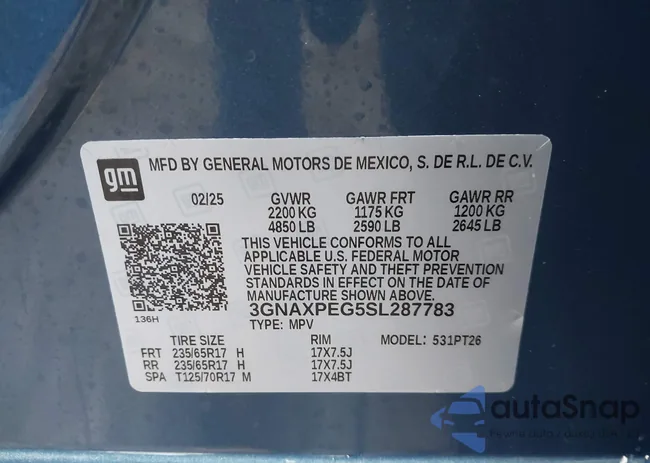 gm
MFD BY GENERAL MOTORS DE MEXICO, S. DE R.L. DE C.V.
02/25 GVWR GAWR FRT GAWR RR
2200 KG 1175 KG 1200 KG
4850 LB 2590 LB 2645 LB
THIS VEHICLE CONFORMS TO ALL
APPLICABLE U.S. FEDERAL MOTOR
VEHICLE SAFETY AND THEFT PREVENTION
STANDARDS IN EFFECT ON THE DATE OF
MANUFACTURE SHOWN ABOVE.
3GNAXPEG5SL287783
136H
TYPE: MPV
TIRE SIZE RIM MODEL: 531PT26
FRT 235/65R17 H 17X7.5J
RR 235/65R17 H 17X7.5J
SPA T125/70R17 M 17X4BT
autaSnap